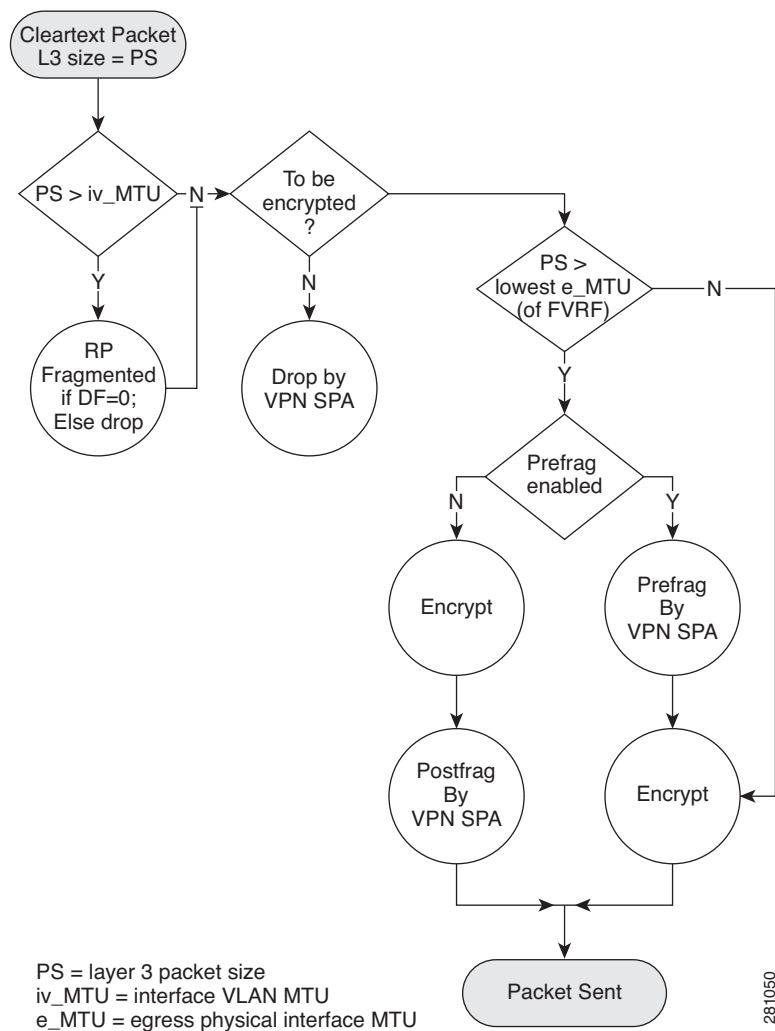 Cleartext Packet
L3 size = PS
PS > iv_MTU
N
To be
encrypted
?
Y
N
PS >
lowest e_MTU
(of FVRF)
N
RP
Fragmented
if DF=0;
Else drop
Drop by
VPN SPA
Y
Prefrag
enabled
N
Y
Encrypt
Prefrag
By
VPN SPA
Postfrag
By
VPN SPA
Encrypt
Packet Sent
PS = layer 3 packet size
iv_MTU = interface VLAN MTU
e_MTU = egress physical interface MTU
281050